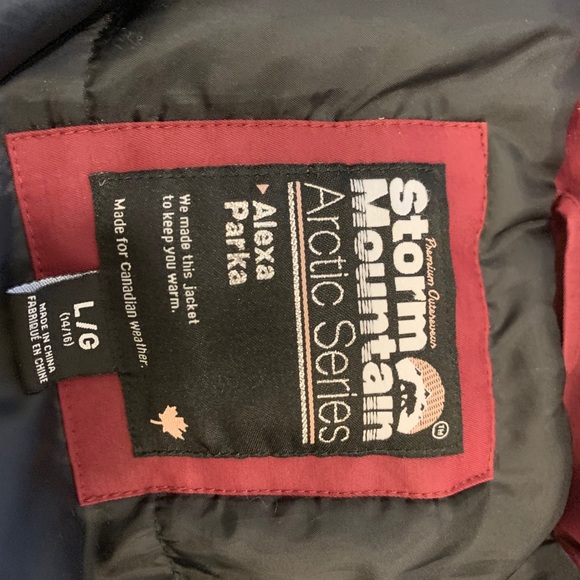 Premium Outerwear
Storm
Mountain
TM
Arctic Series
Alexa
Parka
We made this jacket
to keep you warm.
Made for Canadian weather.
L/G
(14/16)
MADE IN CHINA
FABRIQUÉ EN CHINE